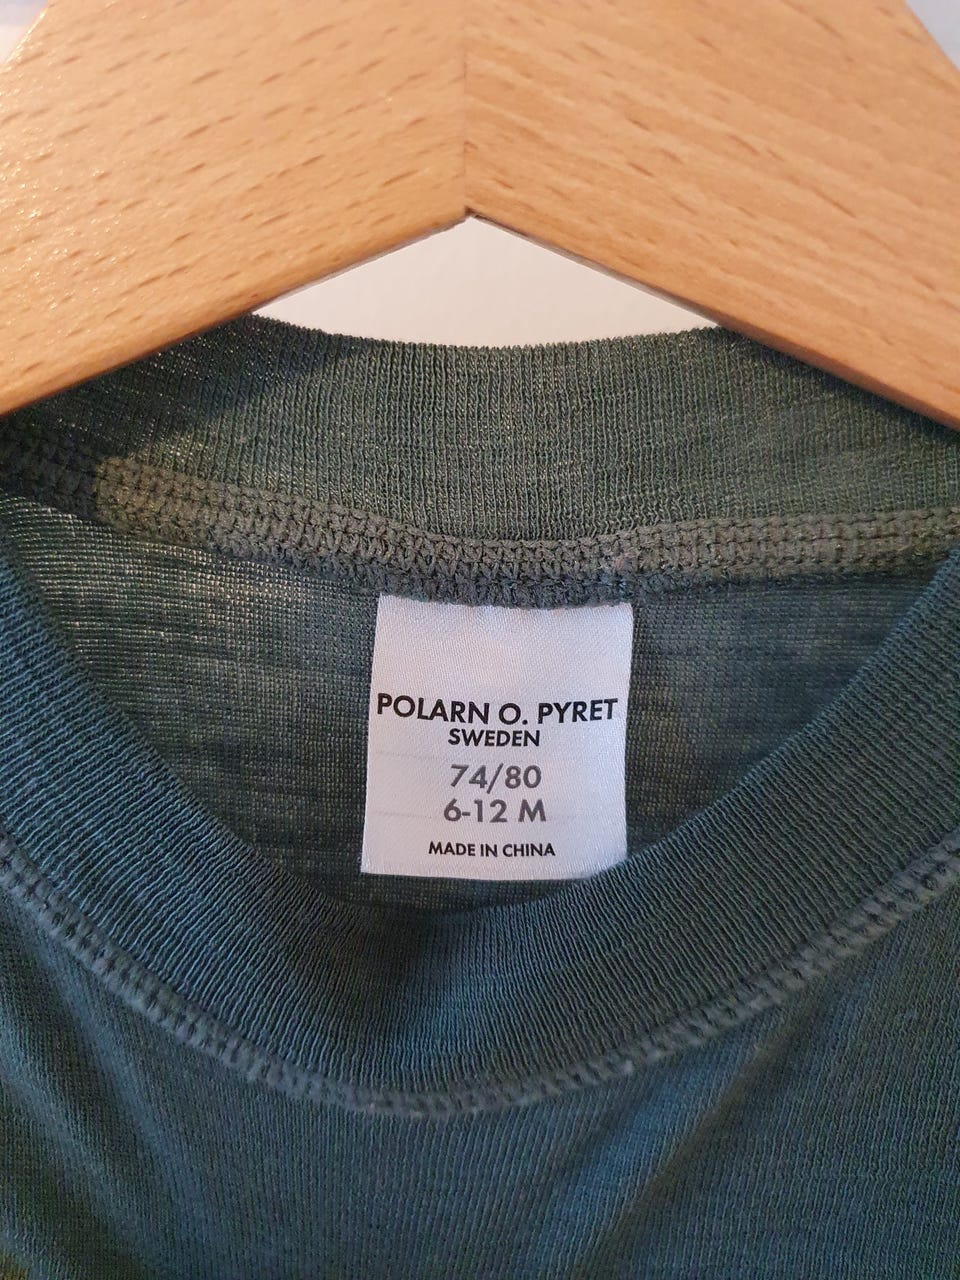 POLARN O. PYRET
SWEDEN
74/80
6-12 M
MADE IN CHINA